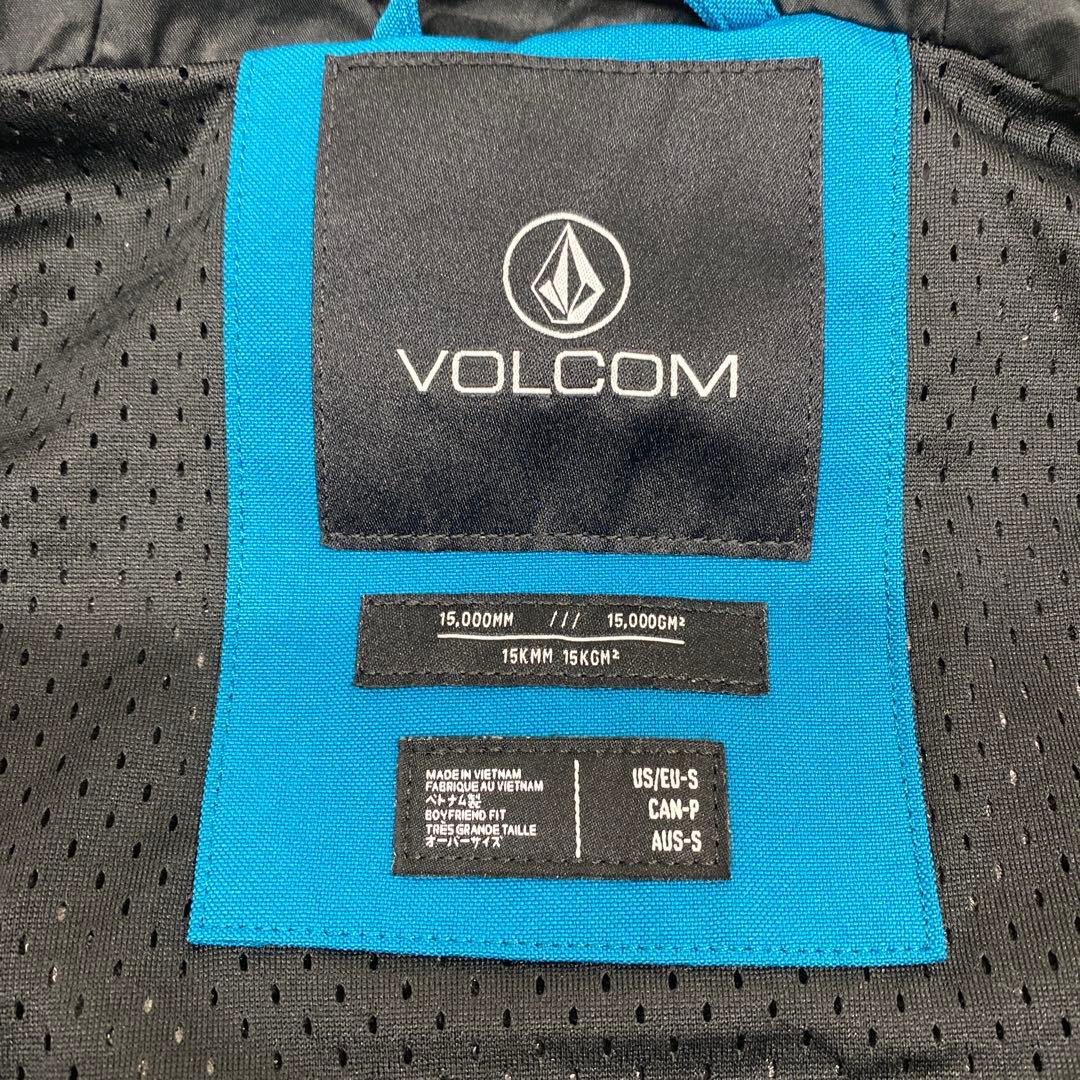 VOLCOM
15,000MM /// 15,000GM²
15KMM 15KGM²
MADE IN VIETNAM
FABRIQUE AU VIETNAM
ベトナム製
BOYFRIEND FIT
TRÈS GRANDE TAILLE
オーバーサイズ
US/EU-S
CAN-P
AUS-S